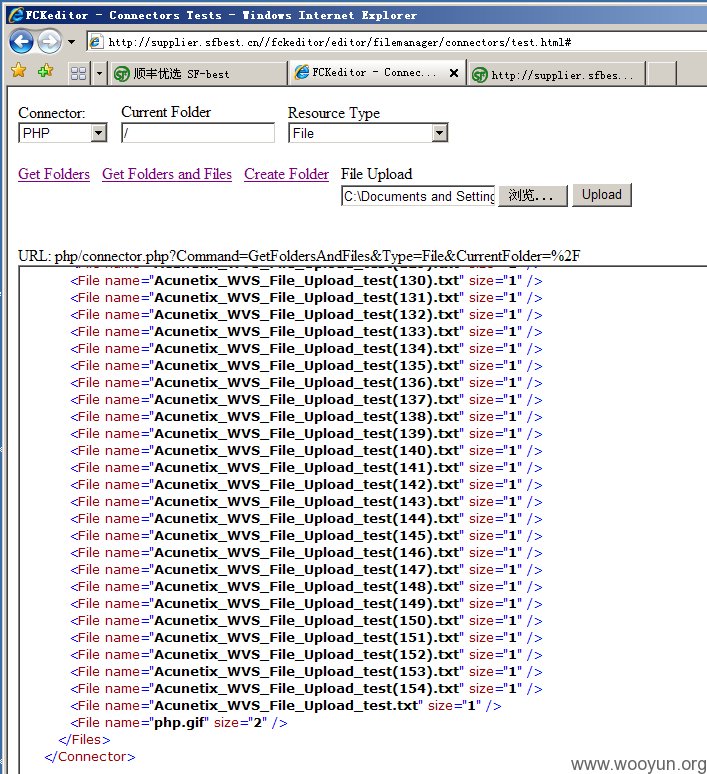 FCKeditor - Connectors Tests - Windows Internet Explorer
http://supplier.sfbest.cn//fckeditor/editor/filemanager/connectors/test.html#
顺丰优选 SF-best
FCKeditor - Connec...
http://supplier.sfbes...
Connector: Current Folder Resource Type
PHP / File
Get Folders Get Folders and Files Create Folder File Upload
C:\Documents and Setting 浏览... Upload
URL: php/connector.php?Command=GetFoldersAndFiles&Type=File&CurrentFolder=%2F
<File name="Acunetix_WVS_File_Upload_test(130).txt" size="1" />
<File name="Acunetix_WVS_File_Upload_test(131).txt" size="1" />
<File name="Acunetix_WVS_File_Upload_test(132).txt" size="1" />
<File name="Acunetix_WVS_File_Upload_test(133).txt" size="1" />
<File name="Acunetix_WVS_File_Upload_test(134).txt" size="1" />
<File name="Acunetix_WVS_File_Upload_test(135).txt" size="1" />
<File name="Acunetix_WVS_File_Upload_test(136).txt" size="1" />
<File name="Acunetix_WVS_File_Upload_test(137).txt" size="1" />
<File name="Acunetix_WVS_File_Upload_test(138).txt" size="1" />
<File name="Acunetix_WVS_File_Upload_test(139).txt" size="1" />
<File name="Acunetix_WVS_File_Upload_test(140).txt" size="1" />
<File name="Acunetix_WVS_File_Upload_test(141).txt" size="1" />
<File name="Acunetix_WVS_File_Upload_test(142).txt" size="1" />
<File name="Acunetix_WVS_File_Upload_test(143).txt" size="1" />
<File name="Acunetix_WVS_File_Upload_test(144).txt" size="1" />
<File name="Acunetix_WVS_File_Upload_test(145).txt" size="1" />
<File name="Acunetix_WVS_File_Upload_test(146).txt" size="1" />
<File name="Acunetix_WVS_File_Upload_test(147).txt" size="1" />
<File name="Acunetix_WVS_File_Upload_test(148).txt" size="1" />
<File name="Acunetix_WVS_File_Upload_test(149).txt" size="1" />
<File name="Acunetix_WVS_File_Upload_test(150).txt" size="1" />
<File name="Acunetix_WVS_File_Upload_test(151).txt" size="1" />
<File name="Acunetix_WVS_File_Upload_test(152).txt" size="1" />
<File name="Acunetix_WVS_File_Upload_test(153).txt" size="1" />
<File name="Acunetix_WVS_File_Upload_test(154).txt" size="1" />
<File name="Acunetix_WVS_File_Upload_test.txt" size="1" />
<File name="php.gif" size="2" />
</Files>
</Connector>
www.wooyun.org